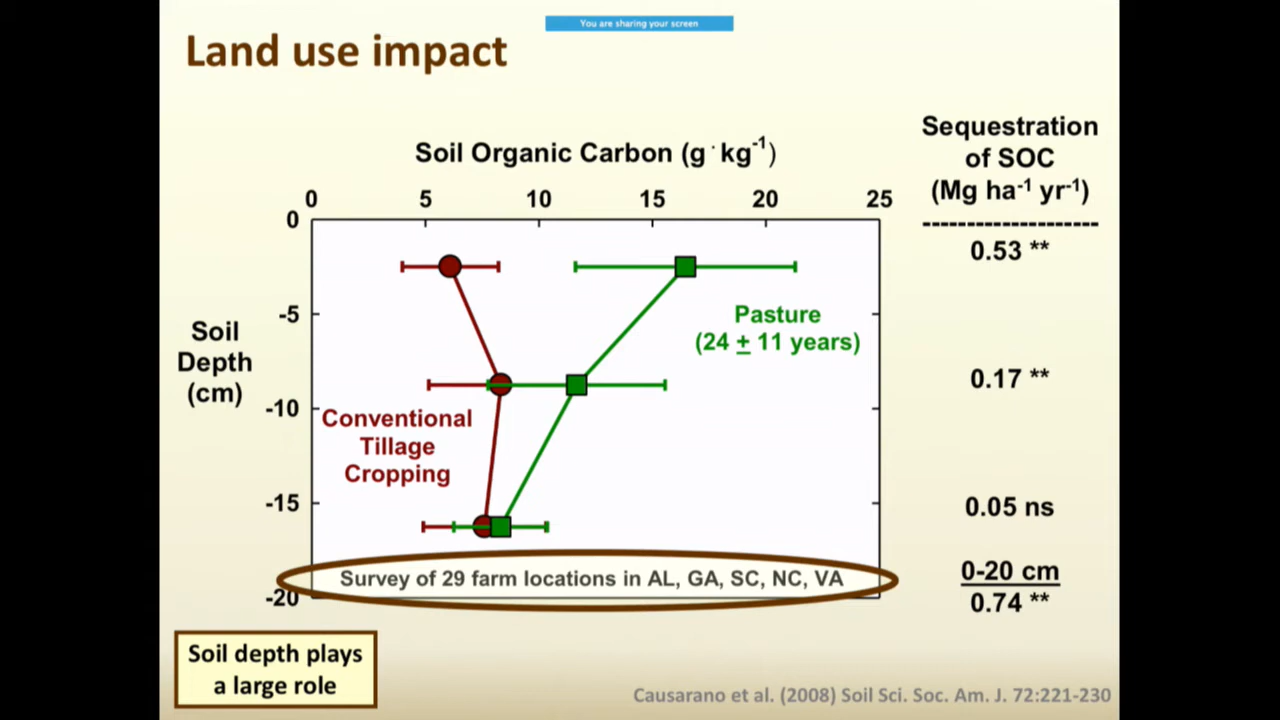 You are sharing your screen
Land use impact
Soil Organic Carbon (g·kg-1)
0 5 10 15 20 25
0
-5
-10
-15
-20
Soil
Depth
(cm)
Conventional
Tillage
Cropping
Pasture
(24 ± 11 years)
Survey of 29 farm locations in AL, GA, SC, NC, VA
Sequestration
of SOC
(Mg ha-1 yr-1)
--------------------
0.53 **
0.17 **
0.05 ns
0-20 cm
0.74 **
Soil depth plays
a large role
Causarano et al. (2008) Soil Sci. Soc. Am. J. 72:221-230